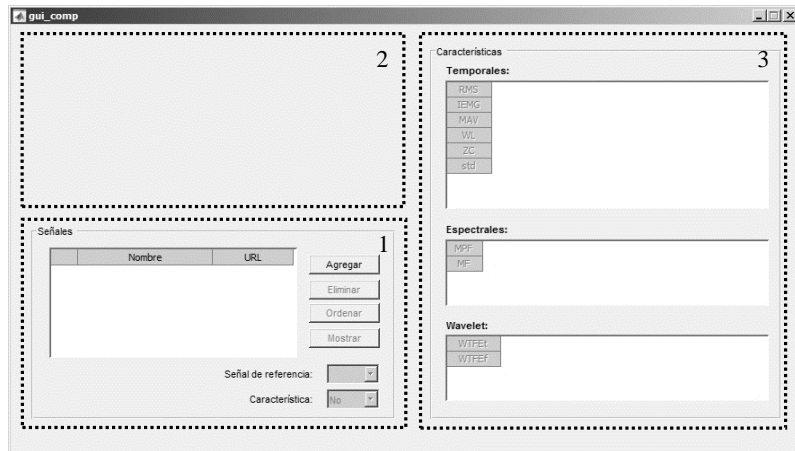 gui_comp
2
3
Características
Temporales:
RMS
IEMG
MAV
WL
ZC
std
Espectrales:
MPF
MF
Wavelet:
WTFEt
WTFEf
1
Señales
Nombre URL
Agregar
Eliminar
Ordenar
Mostrar
Señal de referencia:
Característica: No